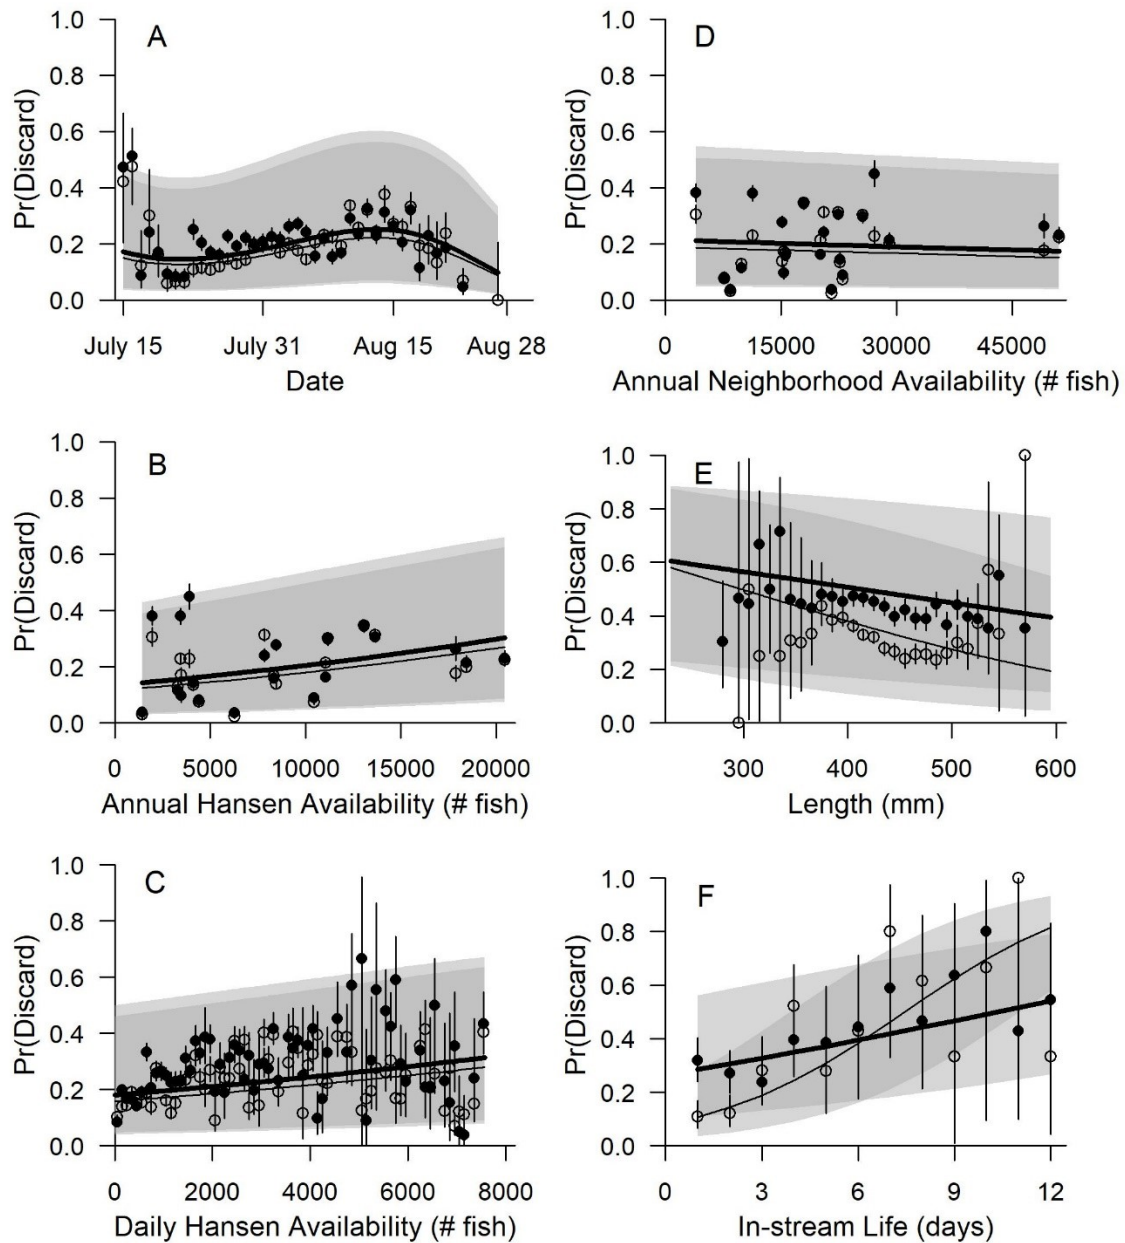 A
Pr(Discard)
1.0
0.8
0.6
0.4
0.2
0.0
July 15 July 31 Aug 15 Aug 28
Date
D
Pr(Discard)
1.0
0.8
0.6
0.4
0.2
0.0
0 15000 30000 45000
Annual Neighborhood Availability (# fish)
B
Pr(Discard)
1.0
0.8
0.6
0.4
0.2
0.0
0 5000 10000 15000 20000
Annual Hansen Availability (# fish)
E
Pr(Discard)
1.0
0.8
0.6
0.4
0.2
0.0
300 400 500 600
Length (mm)
C
Pr(Discard)
1.0
0.8
0.6
0.4
0.2
0.0
0 2000 4000 6000 8000
Daily Hansen Availability (# fish)
F
Pr(Discard)
1.0
0.8
0.6
0.4
0.2
0.0
3 6 9 12
In-stream Life (days)